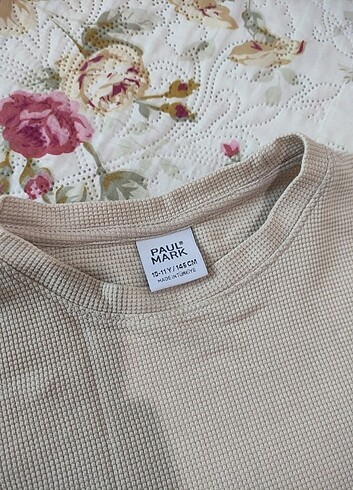 PAUL®
MARK
10-11 Y / 146 CM
MADE IN TÜRKİYE